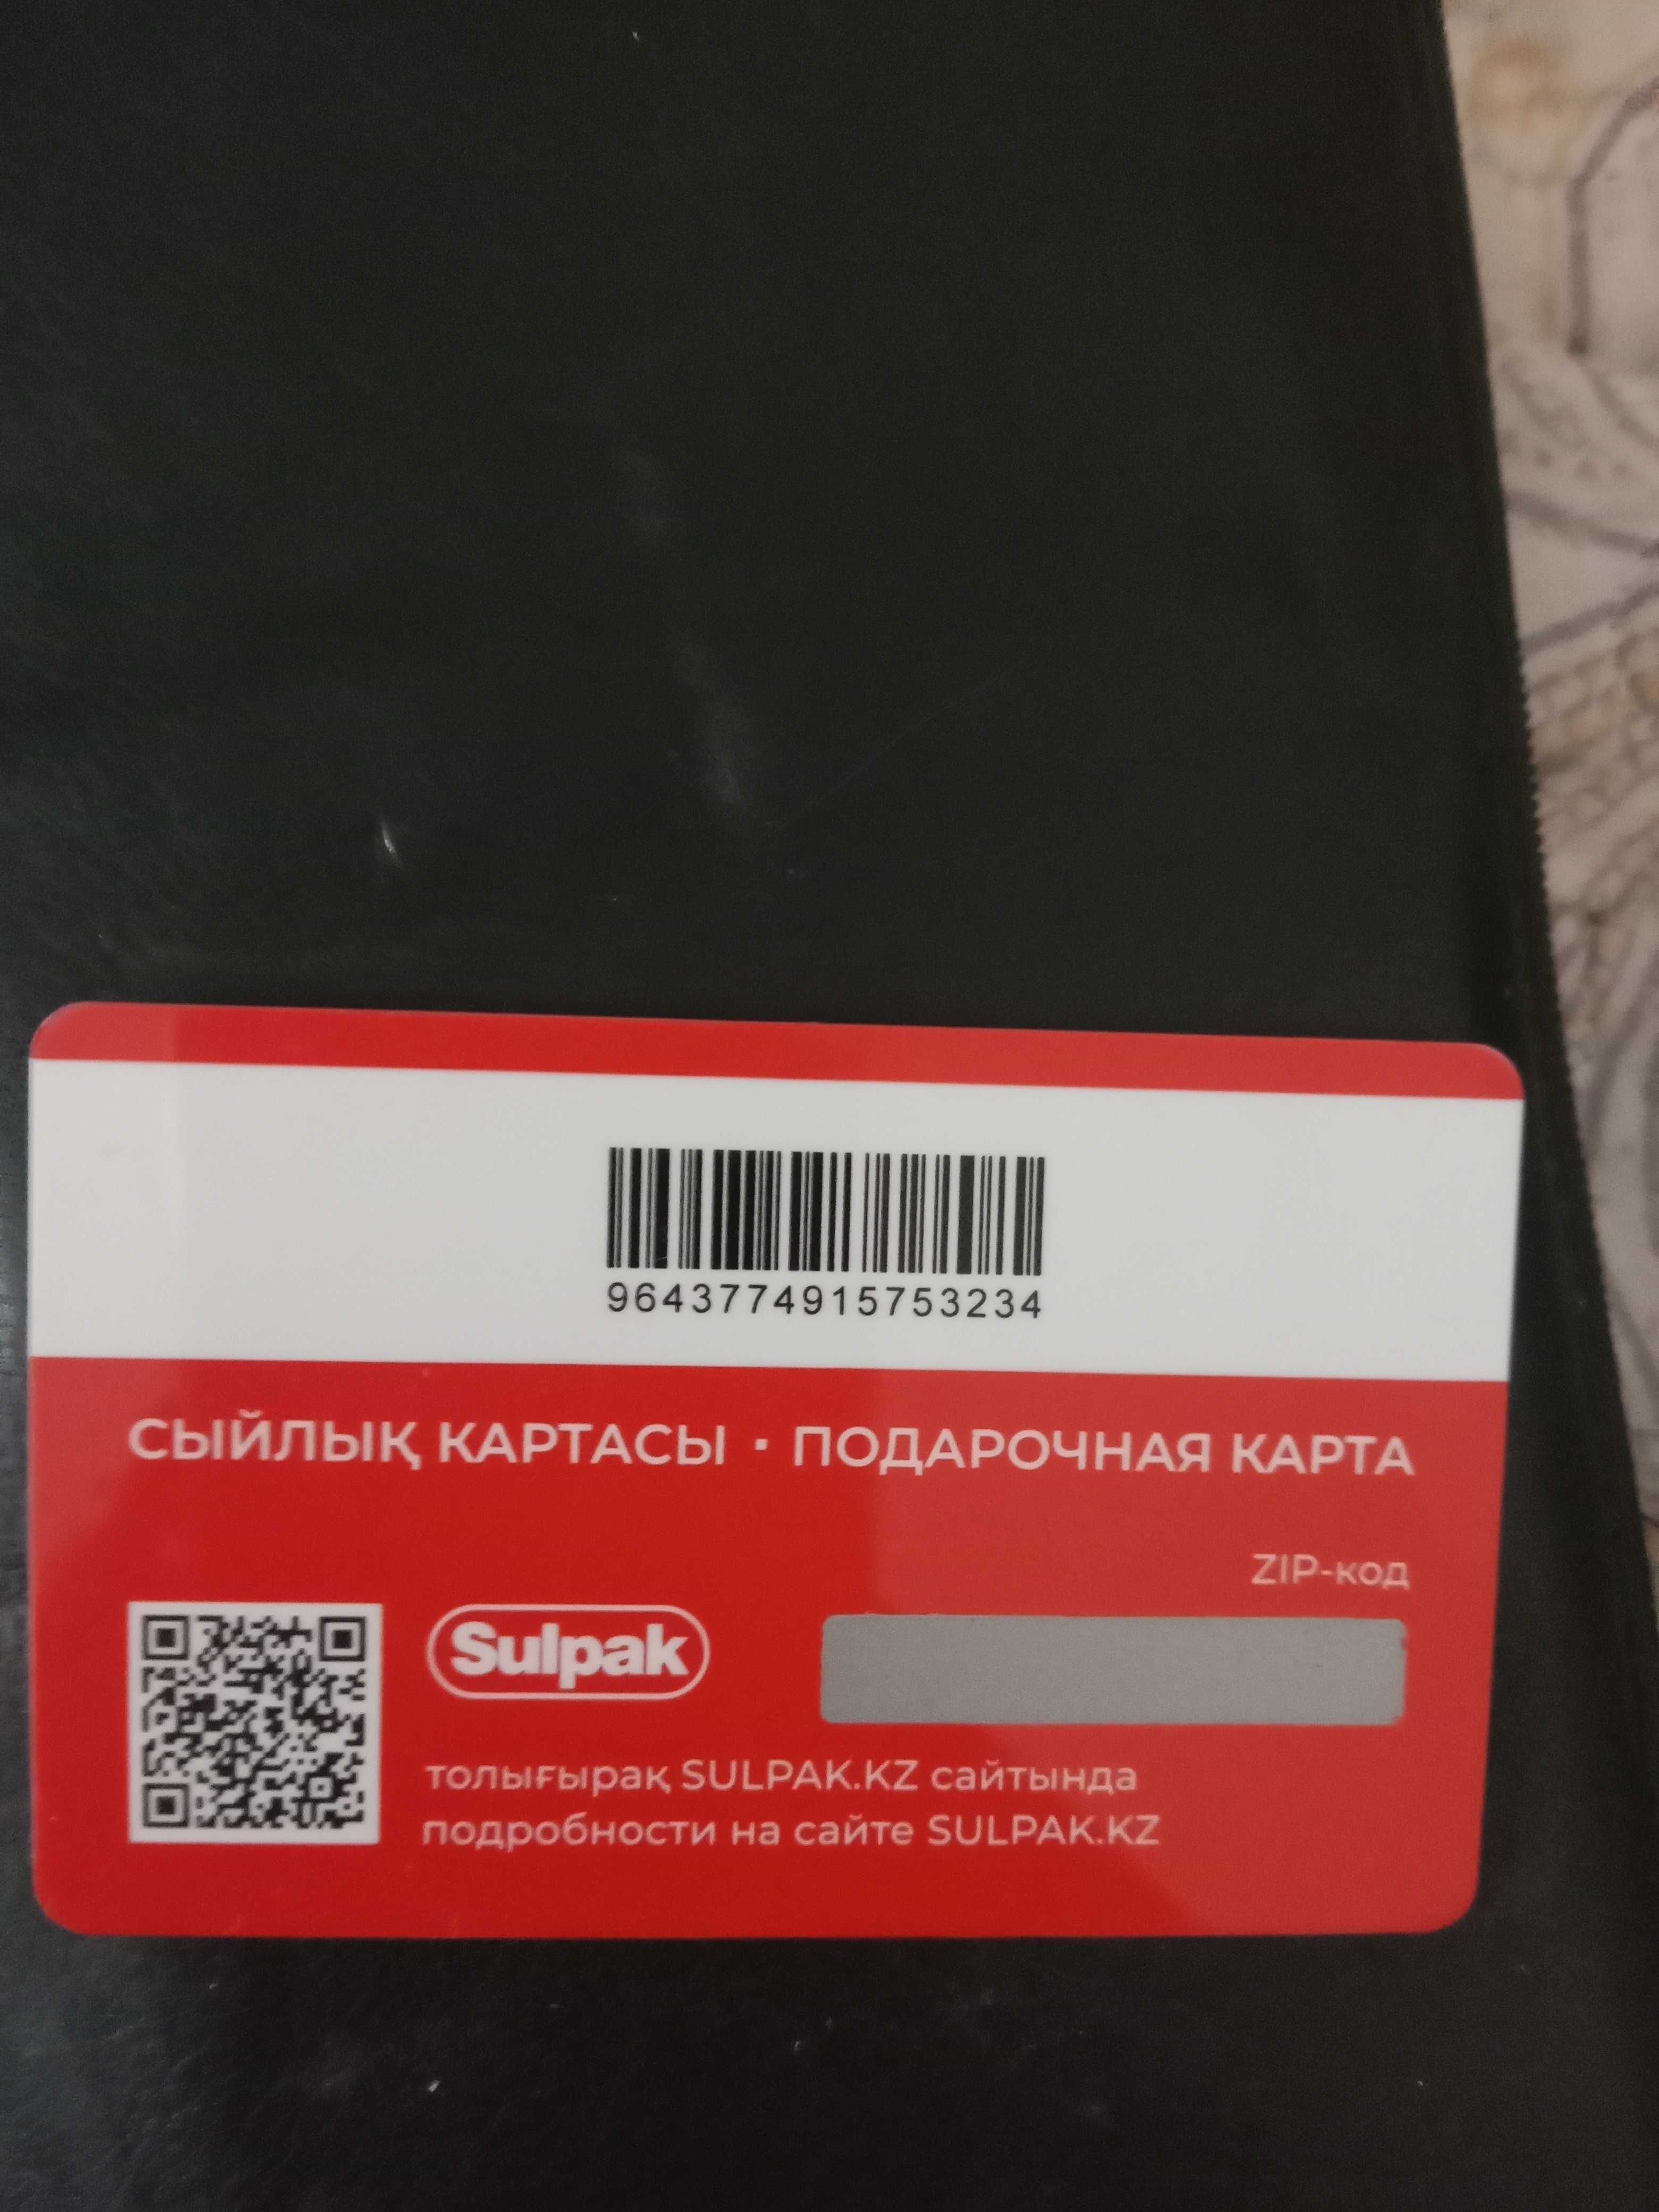 9643774915753234
СЫЙЛЫҚ КАРТАСЫ · ПОДАРОЧНАЯ КАРТА
ZIP-код
Sulpak
толығырақ SULPAK.KZ сайтында
подробности на сайте SULPAK.KZ